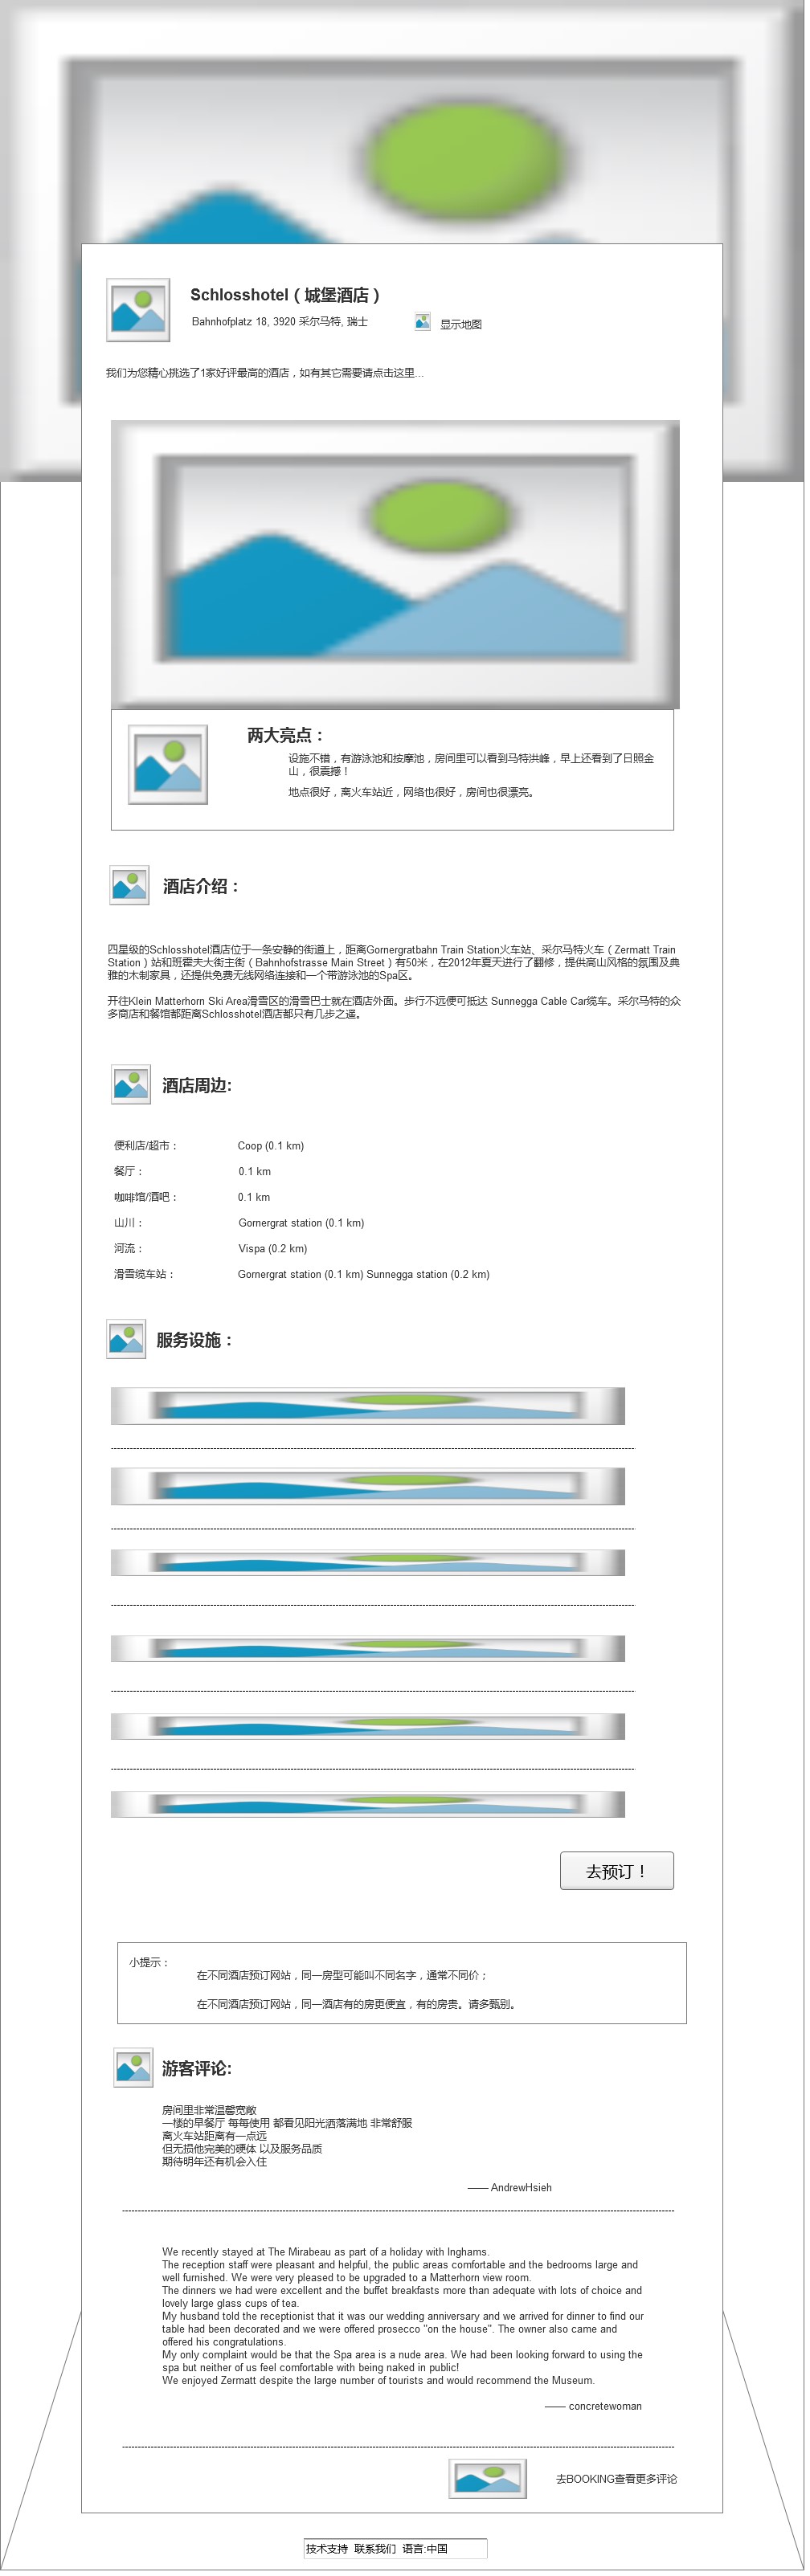 Schlosshotel（城堡酒店）
Bahnhofplatz 18, 3920 采尔马特, 瑞士
显示地图
我们为您精心挑选了1家好评最高的酒店，如有其它需要请点击这里...
两大亮点：
设施不错，有游泳池和按摩池，房间里可以看到马特洪峰，早上还看到了日照金
山，很震撼！
地点很好，离火车站近，网络也很好，房间也很漂亮。
酒店介绍：
四星级的Schlosshotel酒店位于一条安静的街道上，距离Gornergratbahn Train Station火车站、采尔马特火车（Zermatt Train
Station）站和班霍夫大街主街（Bahnhofstrasse Main Street）有50米，在2012年夏天进行了翻修，提供高山风格的氛围及典
雅的木制家具，还提供免费无线网络连接和一个带游泳池的Spa区。
开往Klein Matterhorn Ski Area滑雪区的滑雪巴士就在酒店外面。步行不远便可抵达 Sunnegga Cable Car缆车。采尔马特的众
多商店和餐馆都距离Schlosshotel酒店都只有几步之遥。
酒店周边:
便利店/超市： Coop (0.1 km)
餐厅： 0.1 km
咖啡馆/酒吧： 0.1 km
山川： Gornergrat station (0.1 km)
河流： Vispa (0.2 km)
滑雪缆车站： Gornergrat station (0.1 km) Sunnegga station (0.2 km)
服务设施：
去预订！
小提示：
在不同酒店预订网站，同一房型可能叫不同名字，通常不同价；
在不同酒店预订网站，同一酒店有的房更便宜，有的房贵。请多甄别。
游客评论:
房间里非常温馨宽敞
一楼的早餐厅 每每使用 都看见阳光洒落满地 非常舒服
离火车站距离有一点远
但无损他完美的硬体 以及服务品质
期待明年还有机会入住
—— AndrewHsieh
We recently stayed at The Mirabeau as part of a holiday with Inghams.
The reception staff were pleasant and helpful, the public areas comfortable and the bedrooms large and
well furnished. We were very pleased to be upgraded to a Matterhorn view room.
The dinners we had were excellent and the buffet breakfasts more than adequate with lots of choice and
lovely large glass cups of tea.
My husband told the receptionist that it was our wedding anniversary and we arrived for dinner to find our
table had been decorated and we were offered prosecco "on the house". The owner also came and
offered his congratulations.
My only complaint would be that the Spa area is a nude area. We had been looking forward to using the
spa but neither of us feel comfortable with being naked in public!
We enjoyed Zermatt despite the large number of tourists and would recommend the Museum.
—— concretewoman
去BOOKING查看更多评论
技术支持 联系我们 语言:中国